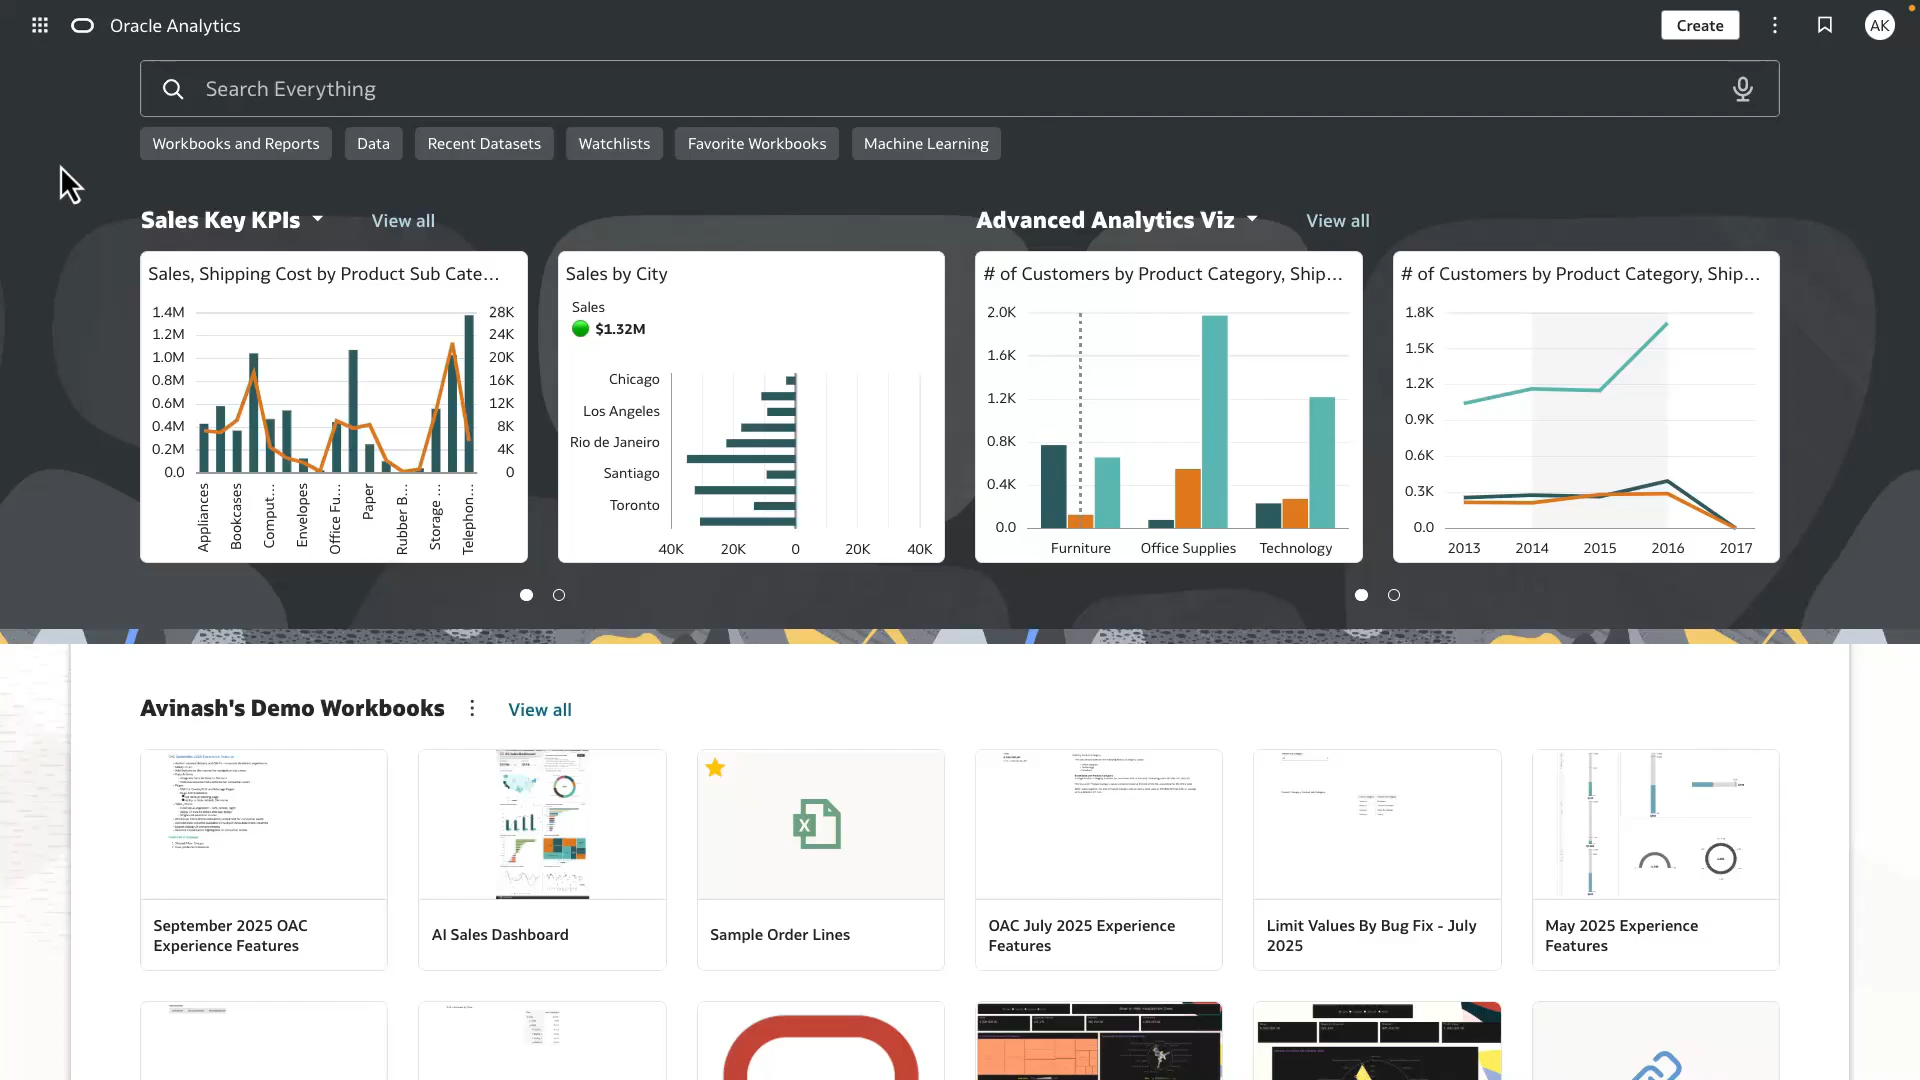 Oracle Analytics
Create
AK
Search Everything
Workbooks and Reports
Data
Recent Datasets
Watchlists
Favorite Workbooks
Machine Learning
Sales Key KPIs
View all
Advanced Analytics Viz
View all
Sales, Shipping Cost by Product Sub Cate...
1.4M
1.2M
1.0M
0.8M
0.6M
0.4M
0.2M
0.0
28K
24K
20K
16K
12K
8K
4K
0
Appliances
Bookcases
Comput...
Envelopes
Office Fu...
Paper
Rubber B...
Storage ...
Telephon...
Sales by City
Sales
$1.32M
Chicago
Los Angeles
Rio de Janeiro
Santiago
Toronto
40K
20K
0
20K
40K
# of Customers by Product Category, Ship...
2.0K
1.6K
1.2K
0.8K
0.4K
0.0
Furniture
Office Supplies
Technology
# of Customers by Product Category, Ship...
1.8K
1.5K
1.2K
0.9K
0.6K
0.3K
0.0
2013
2014
2015
2016
2017
Avinash's Demo Workbooks
View all
X
September 2025 OAC
Experience Features
AI Sales Dashboard
Sample Order Lines
OAC July 2025 Experience
Features
Limit Values By Bug Fix - July
2025
May 2025 Experience
Features